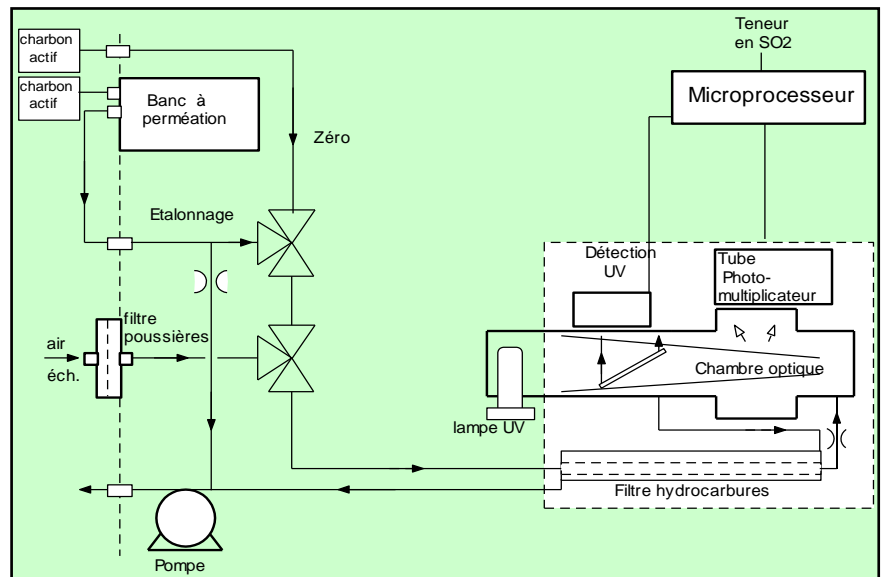 charbon
actif
charbon
actif
Banc à
perméation
Zéro
Etalonnage
filtre
poussières
air
éch.
Pompe
Teneur
en SO2
Microprocesseur
Détection
UV
Tube
Photo-
multiplicateur
Chambre optique
lampe UV
Filtre hydrocarbures